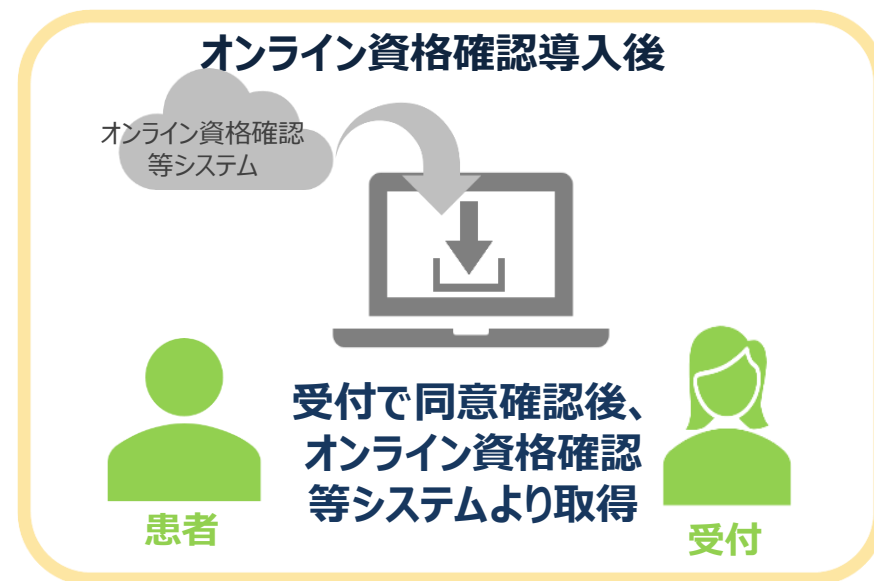 オンライン資格確認導入後
オンライン資格確認
等システム
受付で同意確認後、
オンライン資格確認
等システムより取得
患者
受付